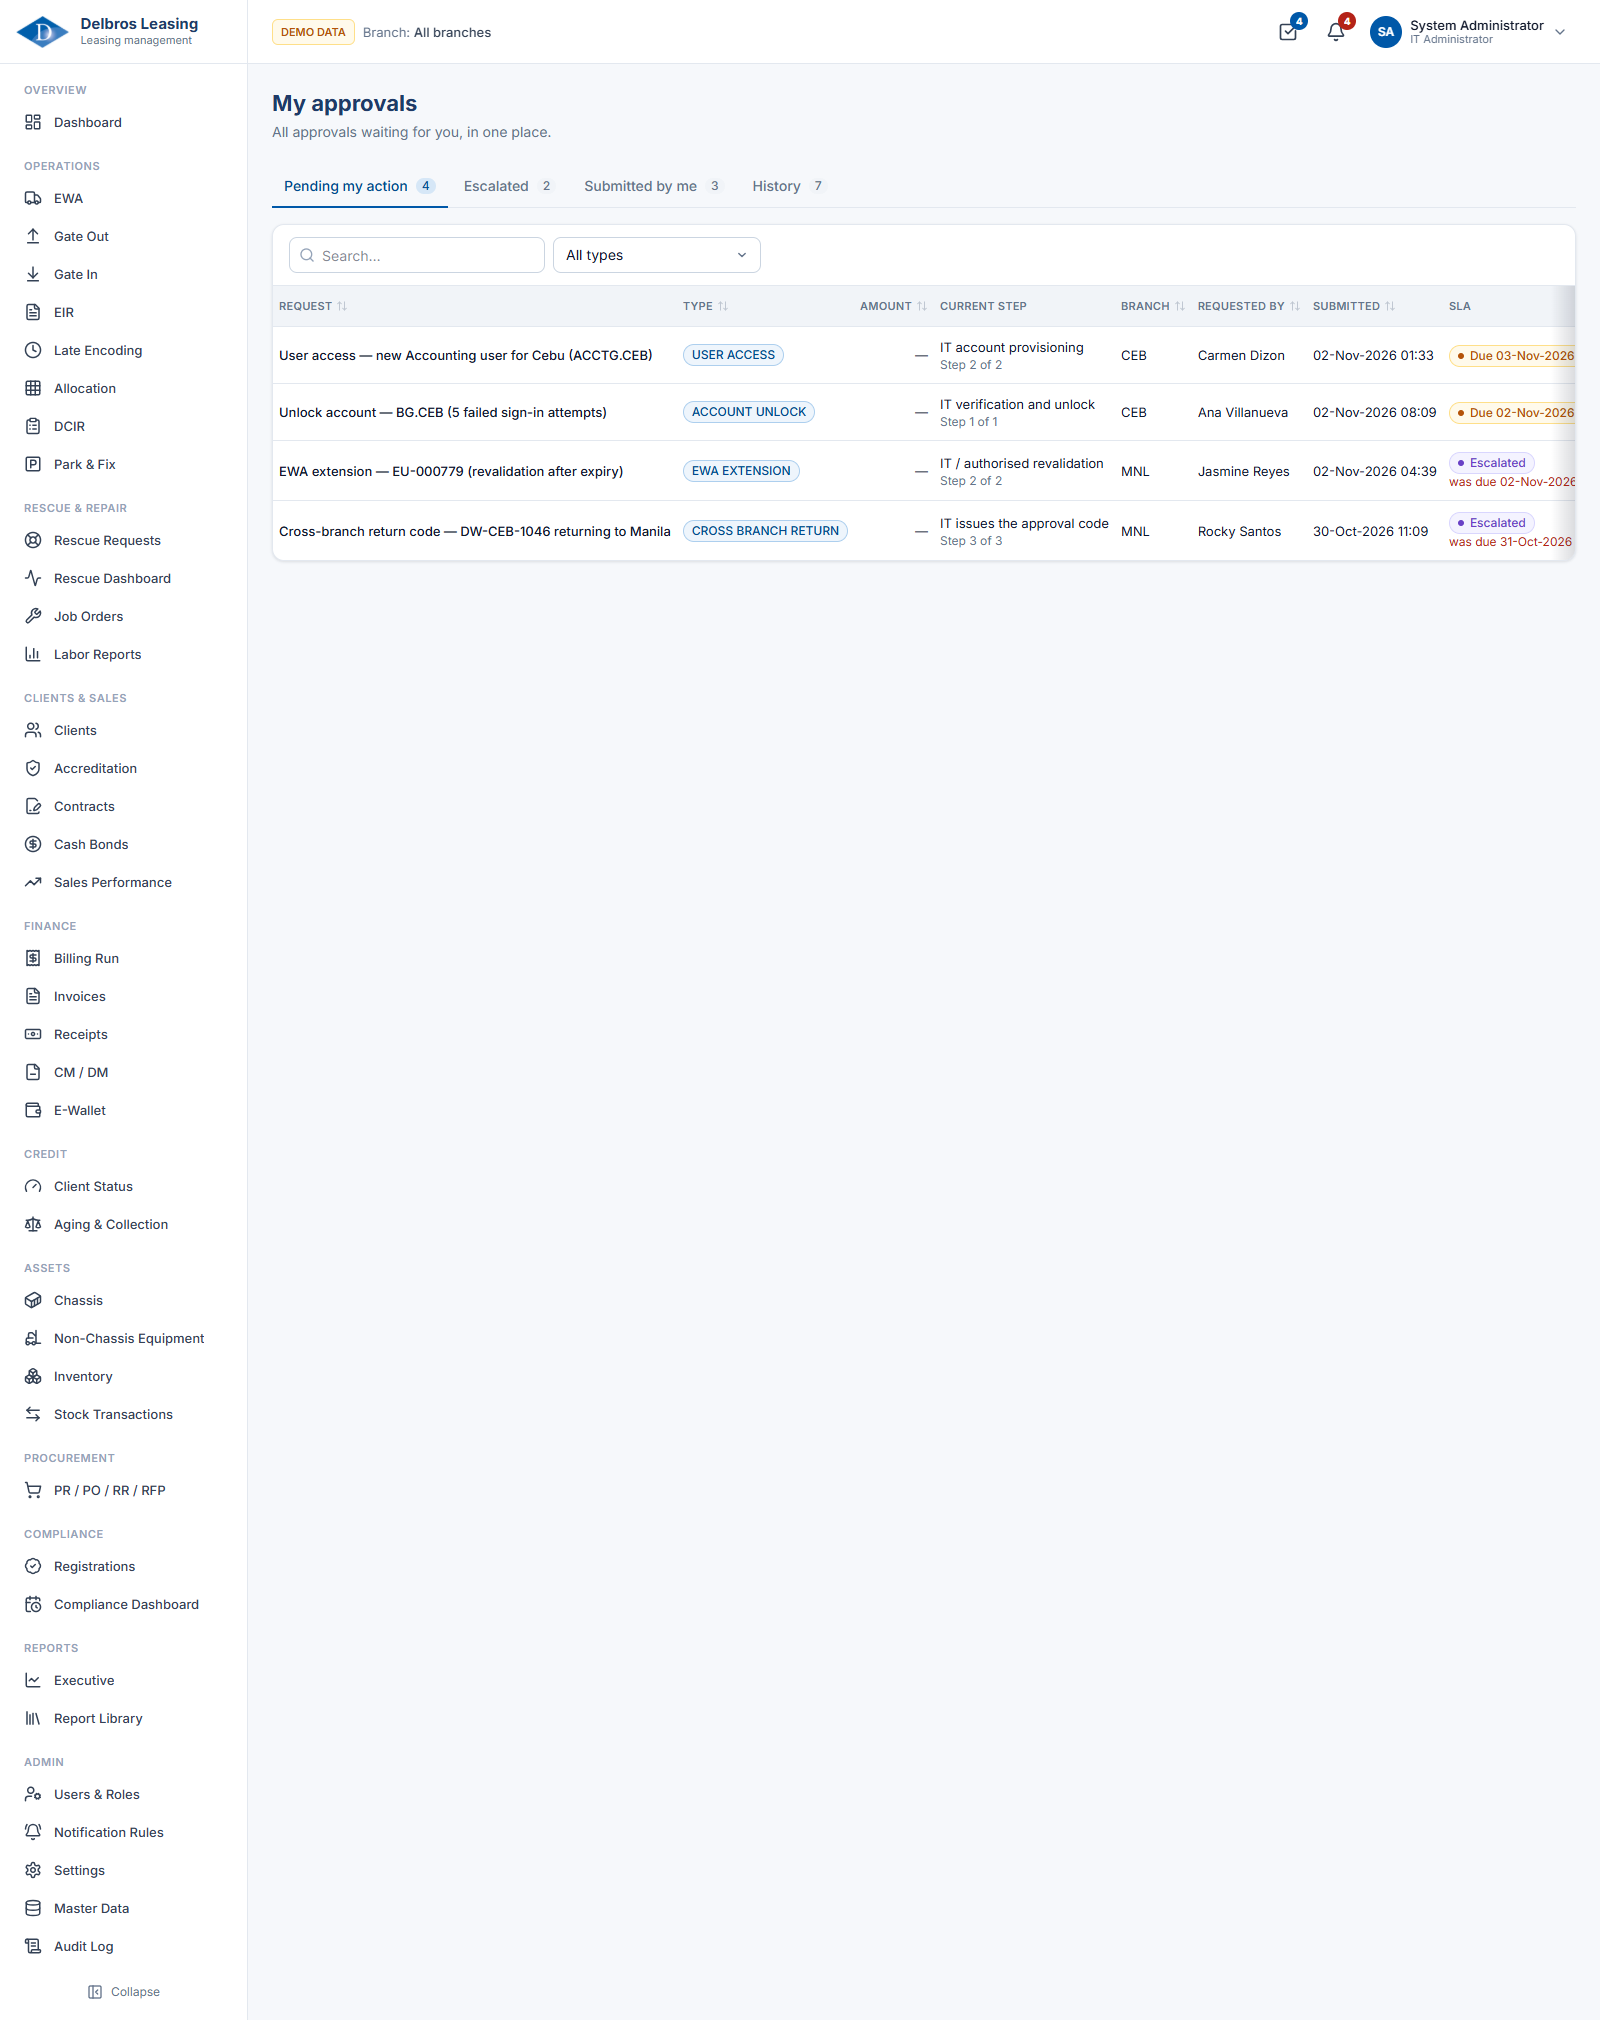 Delbros Leasing
Leasing management
DEMO DATA
Branch: All branches
4
4
SA
System Administrator
IT Administrator
OVERVIEW
Dashboard
OPERATIONS
EWA
Gate Out
Gate In
EIR
Late Encoding
Allocation
DCIR
Park & Fix
RESCUE & REPAIR
Rescue Requests
Rescue Dashboard
Job Orders
Labor Reports
CLIENTS & SALES
Clients
Accreditation
Contracts
Cash Bonds
Sales Performance
FINANCE
Billing Run
Invoices
Receipts
CM / DM
E-Wallet
CREDIT
Client Status
Aging & Collection
ASSETS
Chassis
Non-Chassis Equipment
Inventory
Stock Transactions
PROCUREMENT
PR / PO / RR / RFP
COMPLIANCE
Registrations
Compliance Dashboard
REPORTS
Executive
Report Library
ADMIN
Users & Roles
Notification Rules
Settings
Master Data
Audit Log
Collapse
My approvals
All approvals waiting for you, in one place.
Pending my action 4 Escalated 2 Submitted by me 3 History 7
Search... All types
REQUEST TYPE AMOUNT CURRENT STEP BRANCH REQUESTED BY SUBMITTED SLA
User access — new Accounting user for Cebu (ACCTG.CEB) USER ACCESS — IT account provisioning CEB Carmen Dizon 02-Nov-2026 01:33 Due 03-Nov-2026
Step 2 of 2
Unlock account — BG.CEB (5 failed sign-in attempts) ACCOUNT UNLOCK — IT verification and unlock CEB Ana Villanueva 02-Nov-2026 08:09 Due 02-Nov-2026
Step 1 of 1
EWA extension — EU-000779 (revalidation after expiry) EWA EXTENSION — IT / authorised revalidation MNL Jasmine Reyes 02-Nov-2026 04:39 Escalated
Step 2 of 2 was due 02-Nov-2026
Cross-branch return code — DW-CEB-1046 returning to Manila CROSS BRANCH RETURN — IT issues the approval code MNL Rocky Santos 30-Oct-2026 11:09 Escalated
Step 3 of 3 was due 31-Oct-2026